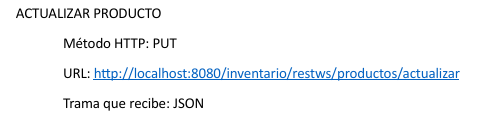 ACTUALIZAR PRODUCTO
Método HTTP: PUT
URL: http://localhost:8080/inventario/restws/productos/actualizar
Trama que recibe: JSON